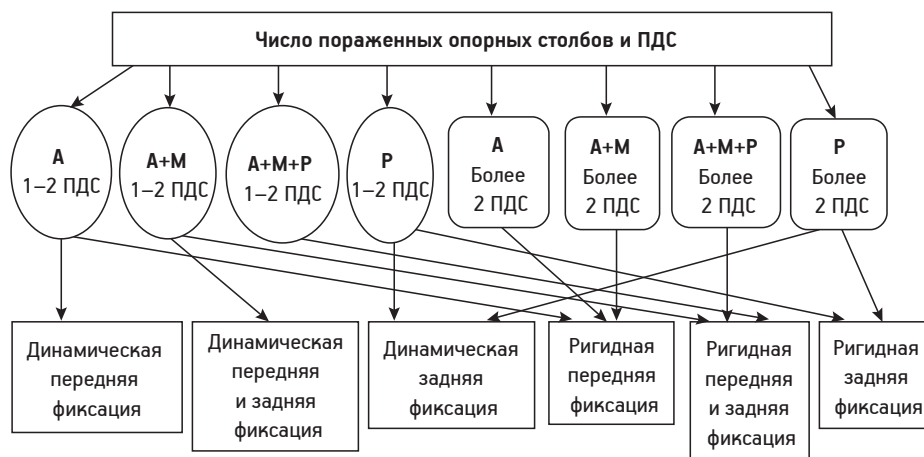 Число пораженных опорных столбов и ПДС
A
1–2 ПДС
A+M
1–2 ПДС
A+M+P
1–2 ПДС
P
1–2 ПДС
A
Более
2 ПДС
A+M
Более
2 ПДС
A+M+P
Более
2 ПДС
P
Более
2 ПДС
Динамическая
передняя
фиксация
Динамическая
передняя
и задняя
фиксация
Динамическая
задняя
фиксация
Ригидная
передняя
фиксация
Ригидная
передняя
и задняя
фиксация
Ригидная
задняя
фиксация